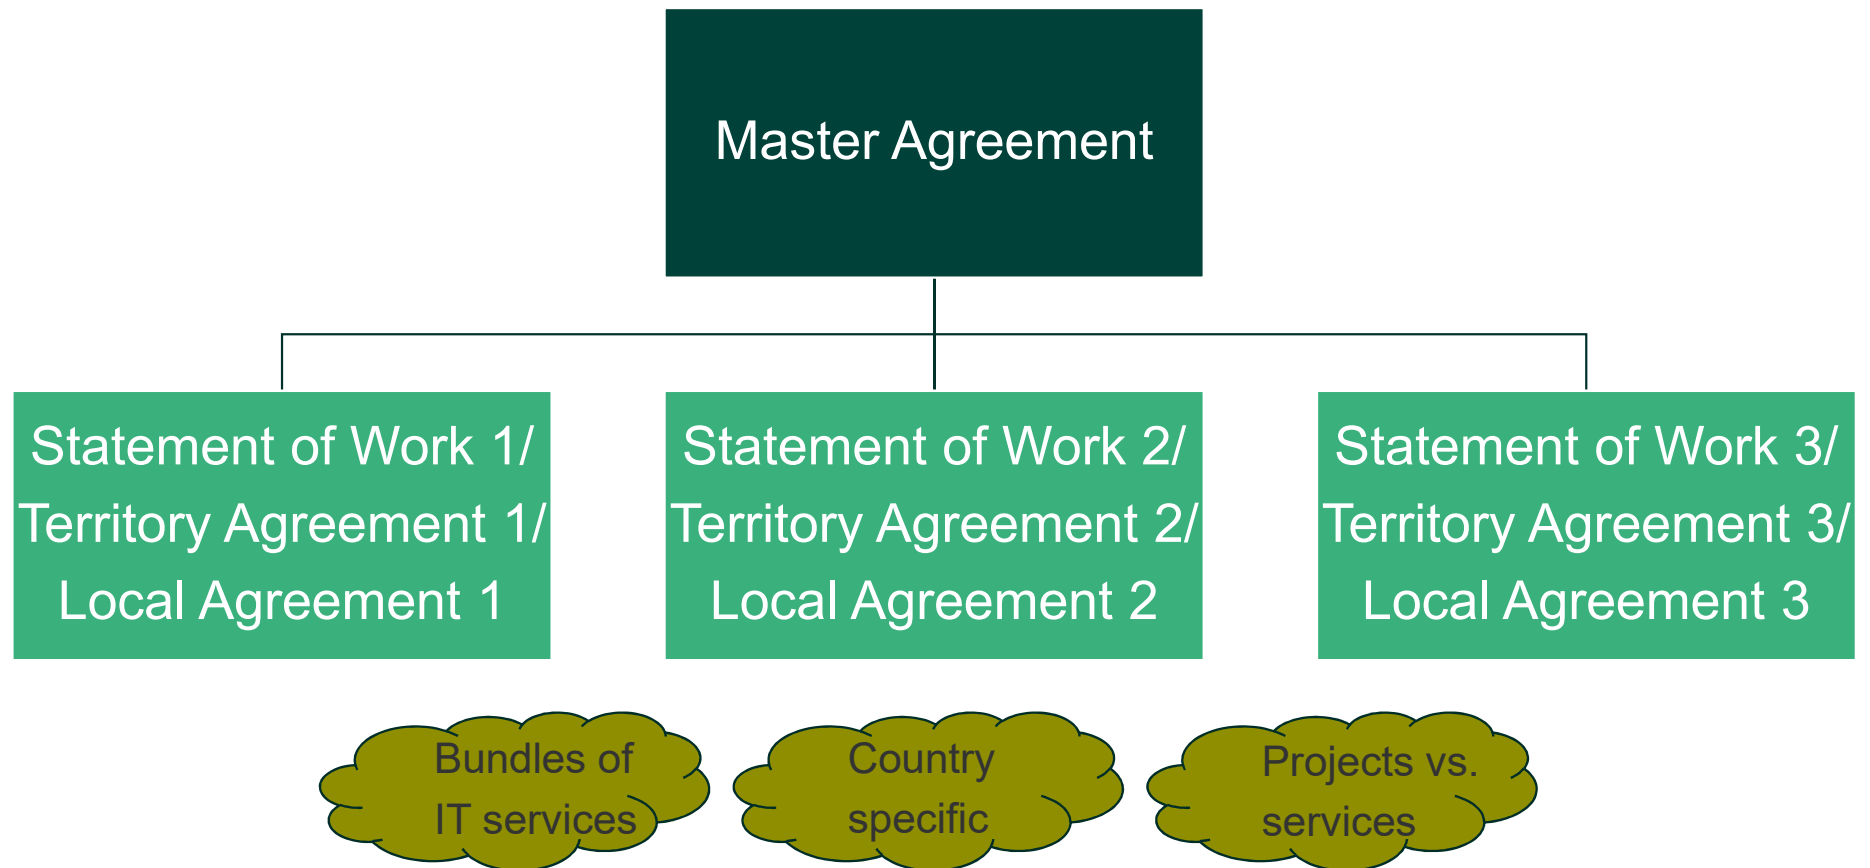 Master Agreement
Statement of Work 1/
Territory Agreement 1/
Local Agreement 1
Statement of Work 2/
Territory Agreement 2/
Local Agreement 2
Statement of Work 3/
Territory Agreement 3/
Local Agreement 3
Bundles of
IT services
Country
specific
Projects vs.
services